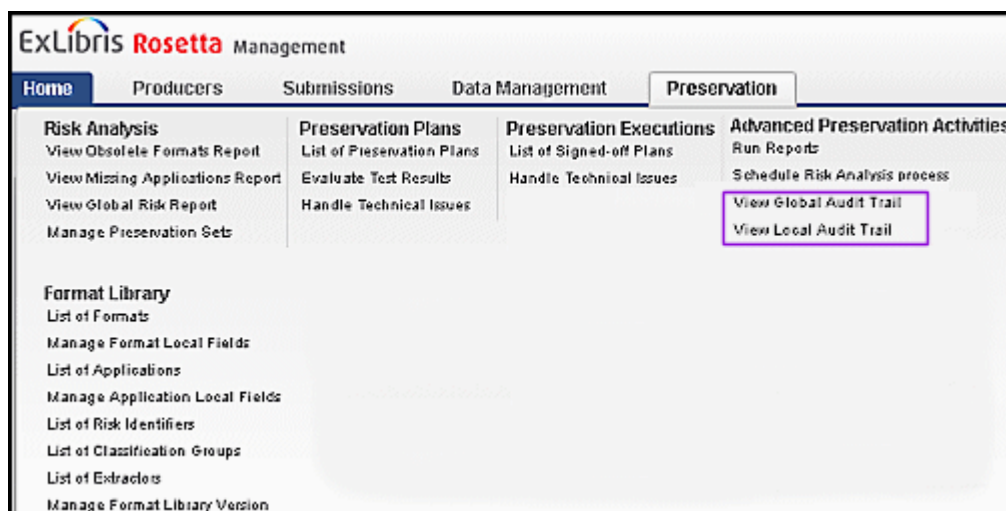 ExLibris Rosetta Management
Home Producers Submissions Data Management Preservation
Risk Analysis
View Obsolete Formats Report
View Missing Applications Report
View Global Risk Report
Manage Preservation Sets
Preservation Plans
List of Preservation Plans
Evaluate Test Results
Handle Technical Issues
Preservation Executions
List of Signed-off Plans
Handle Technical Issues
Advanced Preservation Activities
Run Reports
Schedule Risk Analysis process
View Global Audit Trail
View Local Audit Trail
Format Library
List of Formats
Manage Format Local Fields
List of Applications
Manage Application Local Fields
List of Risk Identifiers
List of Classification Groups
List of Extractors
Manage Format Library Version